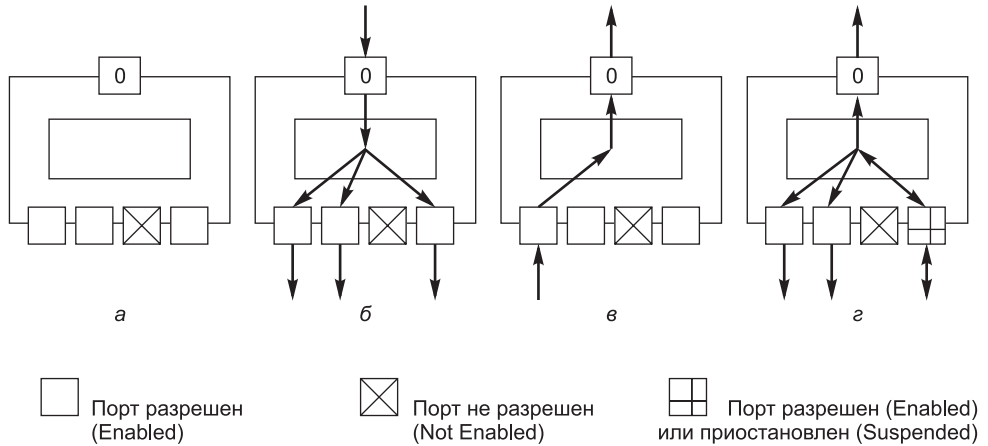 0 0 0 0
а б в г
Порт разрешен Порт не разрешен Порт разрешен (Enabled)
(Enabled) (Not Enabled) или приостановлен (Suspended)